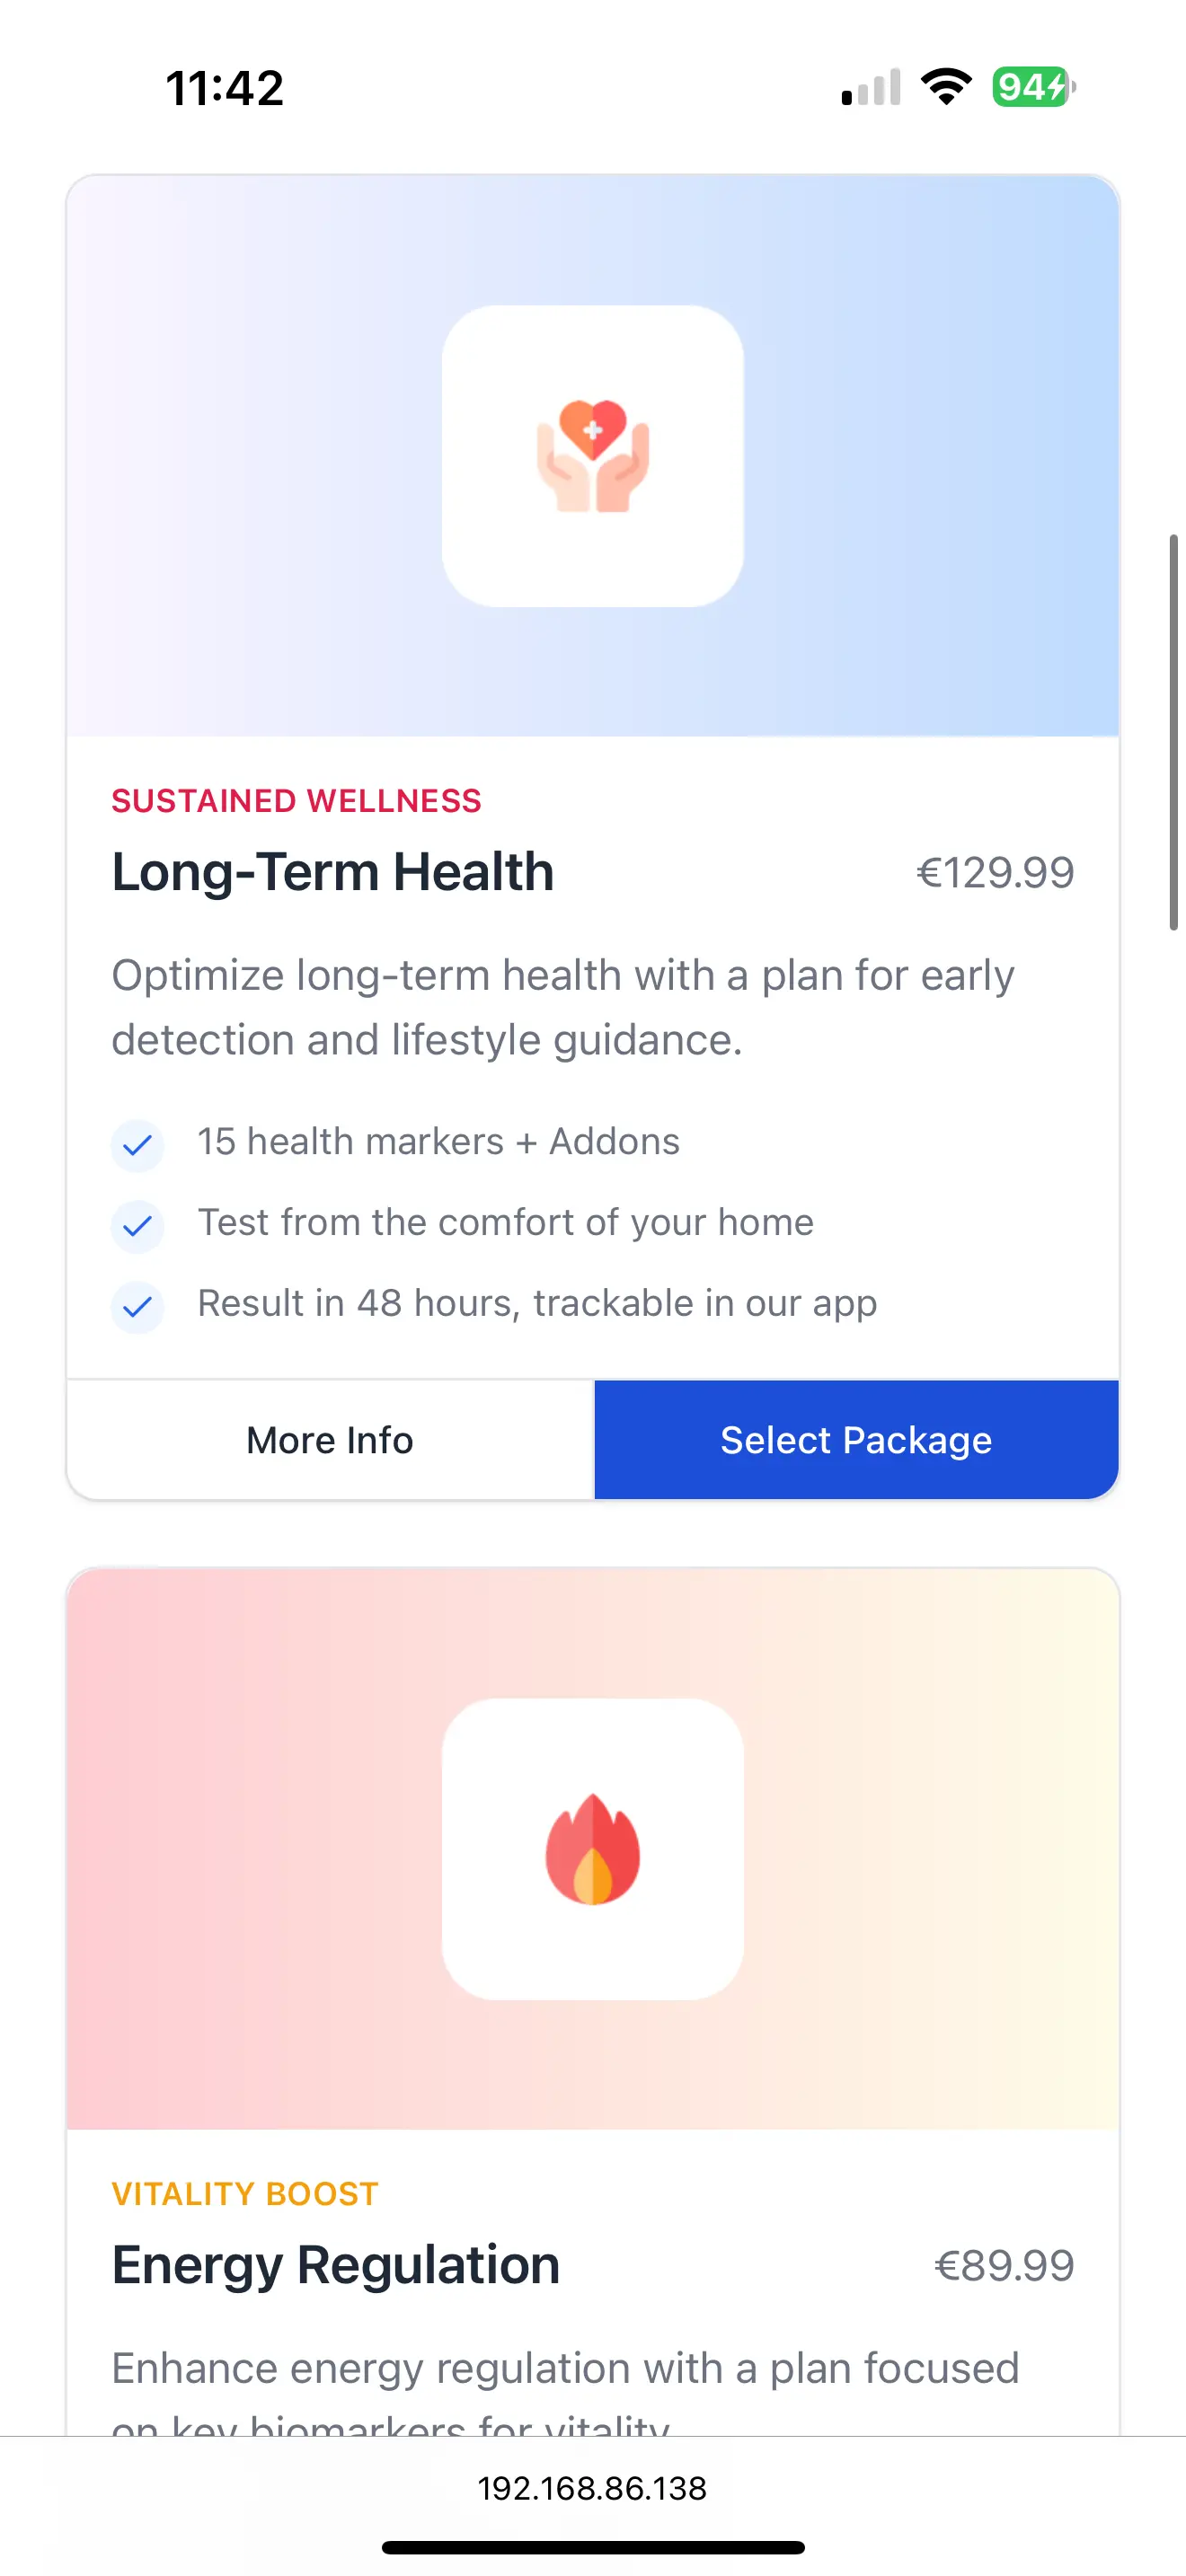 11:42
94
SUSTAINED WELLNESS
Long-Term Health
€129.99
Optimize long-term health with a plan for early
detection and lifestyle guidance.
15 health markers + Addons
Test from the comfort of your home
Result in 48 hours, trackable in our app
More Info
Select Package
VITALITY BOOST
Energy Regulation
€89.99
Enhance energy regulation with a plan focused
on key biomarkers for vitality
192.168.86.138